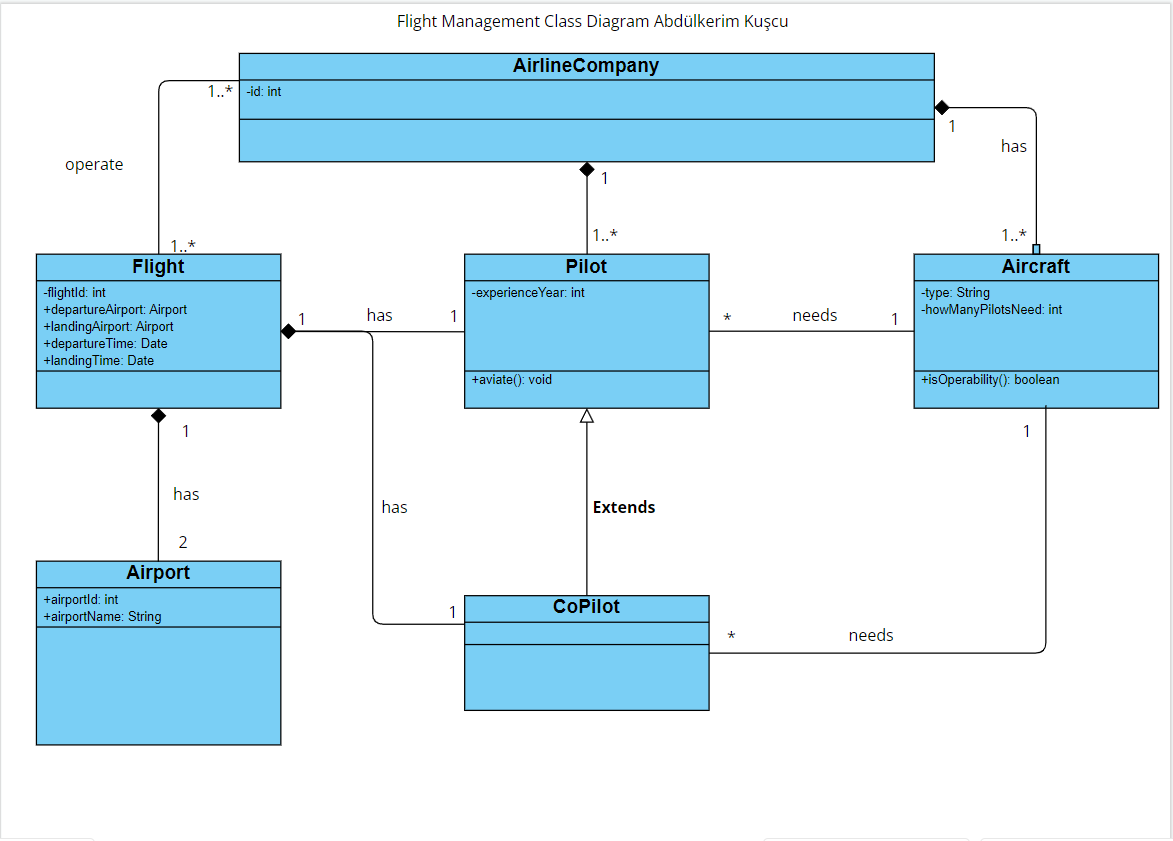 Flight Management Class Diagram Abdülkerim Kuşcu
AirlineCompany
1..*
-id: int
1
has
operate
1
1..*
1..*
1..*
Flight
-flightId: int
+departureAirport: Airport
+landingAirport: Airport
+departureTime: Date
+landingTime: Date
Pilot
-experienceYear: int
+aviate(): void
Aircraft
-type: String
-howManyPilotsNeed: int
+isOperability(): boolean
1
has
1
*
needs
1
1
1
has
2
has
Extends
Airport
+airportId: int
+airportName: String
1
CoPilot
*
needs